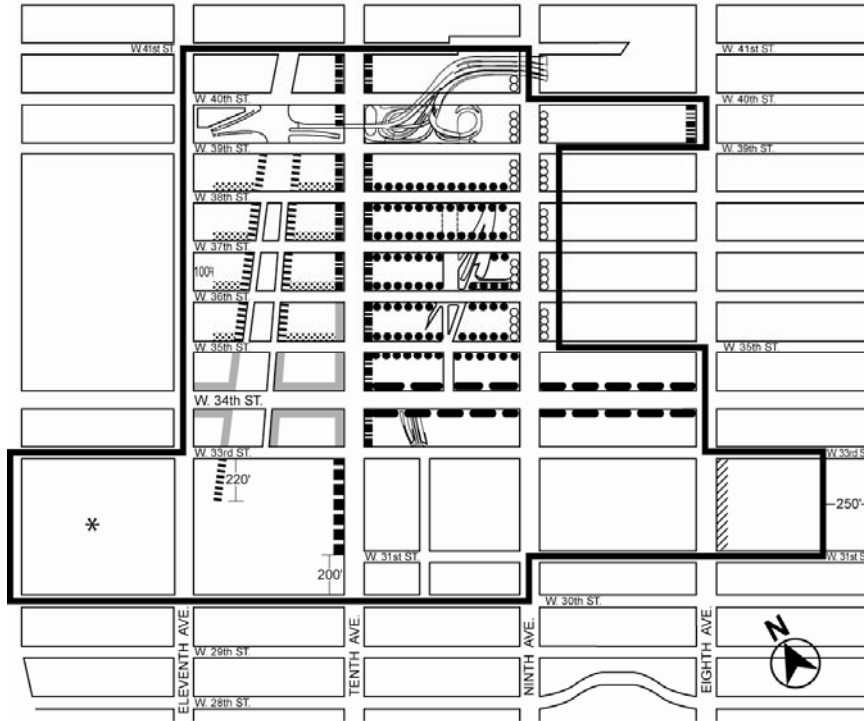 W. 41st ST.
W. 41st ST.
W. 40th ST.
W. 40th ST.
W. 39th ST.
W. 39th ST.
W. 38th ST.
W. 37th ST.
100'
W. 36th ST.
W. 35th ST.
W. 35th ST.
W. 34th ST.
W. 33rd ST.
W. 33rd S
220'
*
250'
W. 31st ST.
W. 31st S
200'
W. 30th ST.
ELEVENTH AVE.
TENTH AVE.
NINTH AVE.
EIGHTH AVE.
N
W. 29th ST.
W. 28th ST.